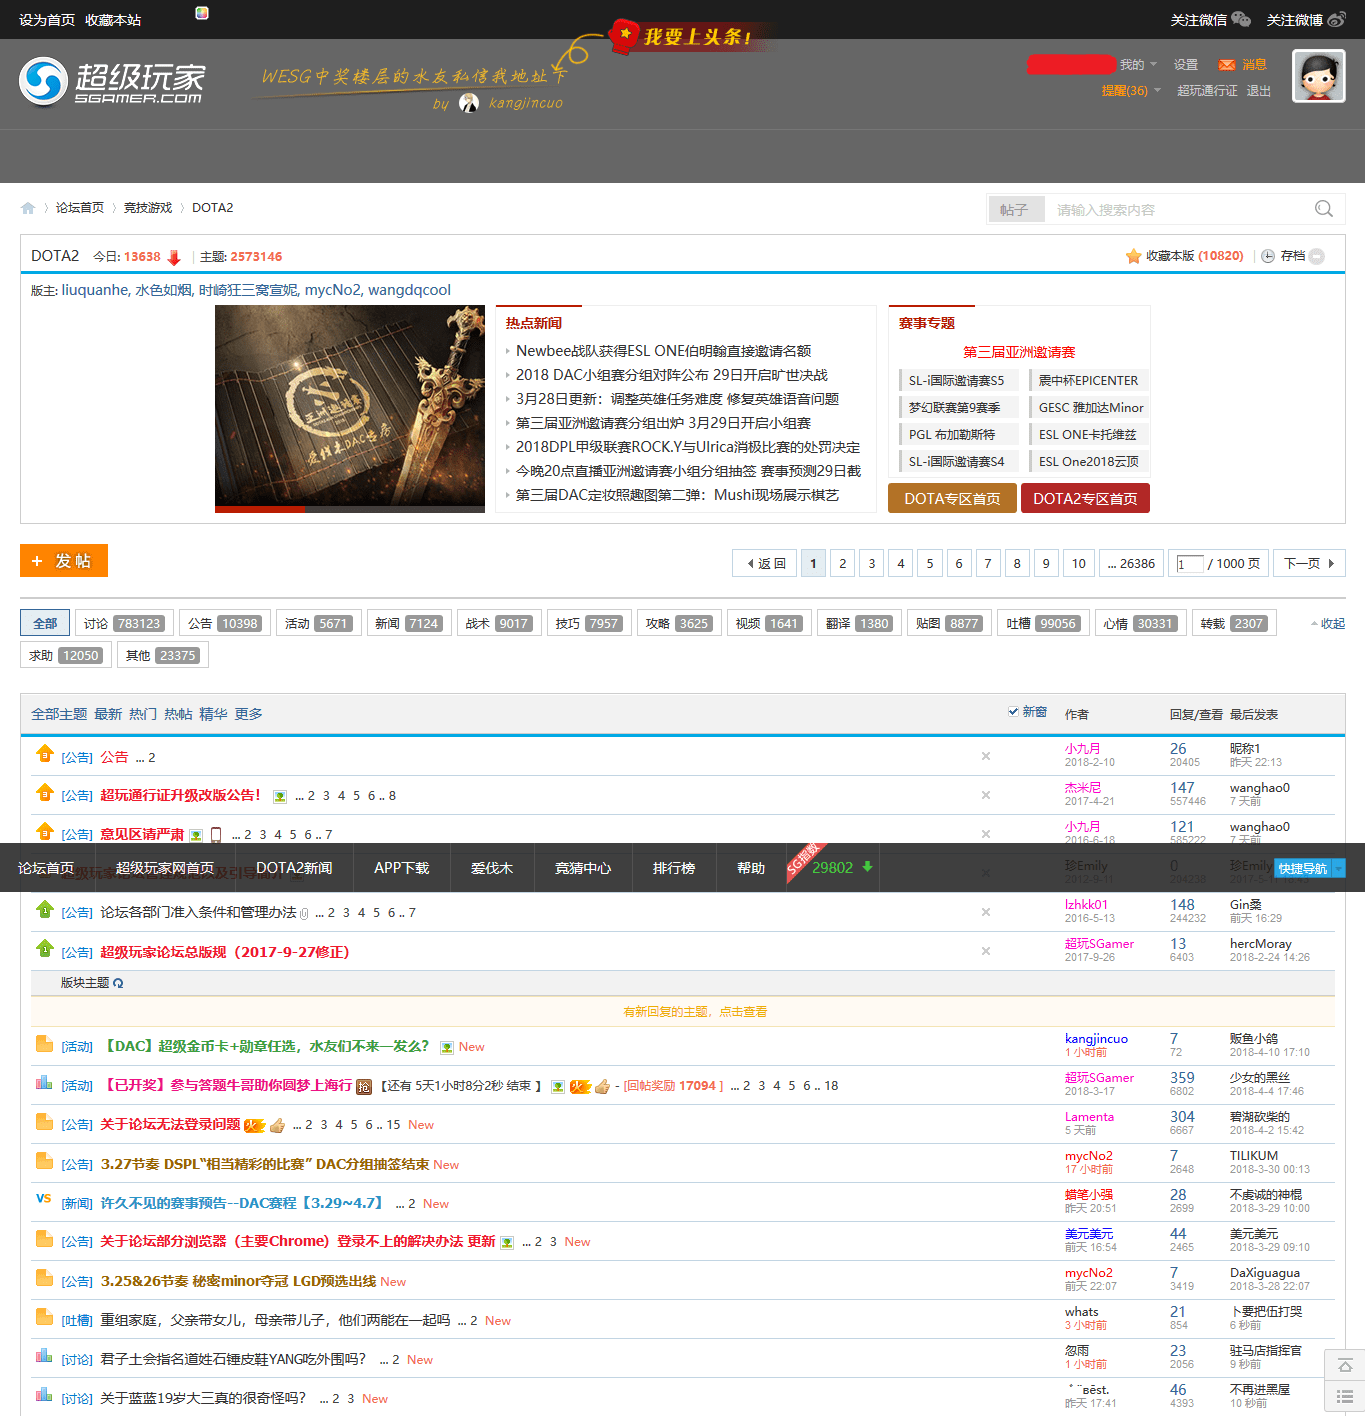 设为首页 收藏本站
关注微信 关注微博
我要上头条!
超级玩家
SGAMER.COM
WESG中奖楼层的水友私信我地址下
by kangjincuo
我的 设置 消息
提醒(36) 超玩通行证 退出
论坛首页 竞技游戏 DOTA2
帖子 请输入搜索内容
DOTA2 今日: 13638 主题: 2573146
收藏本版 (10820) 存档
版主: liuquanhe, 水色如烟, 时崎狂三窝宣妮, mycNo2, wangdqcool
亚洲邀请赛
热点新闻
Newbee战队获得ESL ONE伯明翰直接邀请名额
2018 DAC小组赛分组对阵公布 29日开启旷世决战
3月28日更新：调整英雄任务难度 修复英雄语音问题
第三届亚洲邀请赛分组出炉 3月29日开启小组赛
2018DPL甲级联赛ROCK.Y与Ulrica消极比赛的处罚决定
今晚20点直播亚洲邀请赛小组分组抽签 赛事预测29日截
第三届DAC定妆照趣图第二弹：Mushi现场展示棋艺
赛事专题
第三届亚洲邀请赛
SL-i国际邀请赛S5 震中杯EPICENTER
梦幻联赛第9赛季 GESC 雅加达Minor
PGL 布加勒斯特 ESL ONE卡托维兹
SL-i国际邀请赛S4 ESL One2018云顶
DOTA专区首页 DOTA2专区首页
+ 发帖
返回 1 2 3 4 5 6 7 8 9 10 ... 26386 1 / 1000 页 下一页
全部 讨论 783123 公告 10398 活动 5671 新闻 7124 战术 9017 技巧 7957 攻略 3625 视频 1641 翻译 1380 贴图 8877 吐槽 99056 心情 30331 转载 2307 收起
求助 12050 其他 23375
全部主题 最新 热门 热帖 精华 更多 新窗 作者 回复/查看 最后发表
[公告] 公告 ... 2 小九月 26 昵称1
2018-2-10 20405 昨天 22:13
[公告] 超玩通行证升级改版公告! ... 2 3 4 5 6 .. 8 杰米尼 147 wanghao0
2017-4-21 557446 7 天前
[公告] 意见区请严肃 ... 2 3 4 5 6 .. 7 小九月 121 wanghao0
2016-6-18 585222 7 天前
论坛首页 超级玩家网首页 DOTA2新闻 APP下载 爱伐木 竞猜中心 排行榜 帮助 SG指数 29802 珍Emily 0 珍Emily 快捷导航
2012-9-11 204238
[公告] 论坛各部门准入条件和管理办法 ... 2 3 4 5 6 .. 7 lzhkk01 148 Gin桑
2016-5-13 244232 前天 16:29
[公告] 超级玩家论坛总版规（2017-9-27修正） 超玩SGamer 13 hercMoray
2017-9-26 6403 2018-2-24 14:26
版块主题
有新回复的主题，点击查看
[活动] 【DAC】超级金币卡+勋章任选，水友们不来一发么？ New kangjincuo 7 贩鱼小鸽
1 小时前 72 2018-4-10 17:10
[活动] 【已开奖】参与答题牛哥助你圆梦上海行 抢 【还有 5天1小时8分2秒 结束 】 火 - [回帖奖励 17094 ] ... 2 3 4 5 6 .. 18 超玩SGamer 359 少女的黑丝
2018-3-17 6802 2018-4-4 17:46
[公告] 关于论坛无法登录问题 火 ... 2 3 4 5 6 .. 15 New Lamenta 304 碧湖砍柴的
5 天前 6667 2018-4-2 15:42
[公告] 3.27节奏 DSPL“相当精彩的比赛” DAC分组抽签结束 New mycNo2 7 TILIKUM
17 小时前 2648 2018-3-30 00:13
VS [新闻] 许久不见的赛事预告--DAC赛程【3.29~4.7】 ... 2 New 蜡笔小强 28 不虔诚的神棍
昨天 20:51 2699 2018-3-29 10:00
[公告] 关于论坛部分浏览器（主要Chrome）登录不上的解决办法 更新 ... 2 3 New 美元美元 44 美元美元
前天 16:54 2465 2018-3-29 09:10
[公告] 3.25&26节奏 秘密minor夺冠 LGD预选出线 New mycNo2 7 DaXiguagua
前天 22:07 3419 2018-3-28 22:07
[吐槽] 重组家庭，父亲带女儿，母亲带儿子，他们两能在一起吗 ... 2 New whats 21 卜要把伍打哭
3 小时前 854 6 秒前
[讨论] 君子土会指名道姓石锤皮鞋YANG吃外围吗？ ... 2 New 忽雨 23 驻马店指挥官
1 小时前 2056 9 秒前
[讨论] 关于蓝蓝19岁大三真的很奇怪吗？ ... 2 3 New 46 不再进黑屋
昨天 17:41 4393 10 秒前